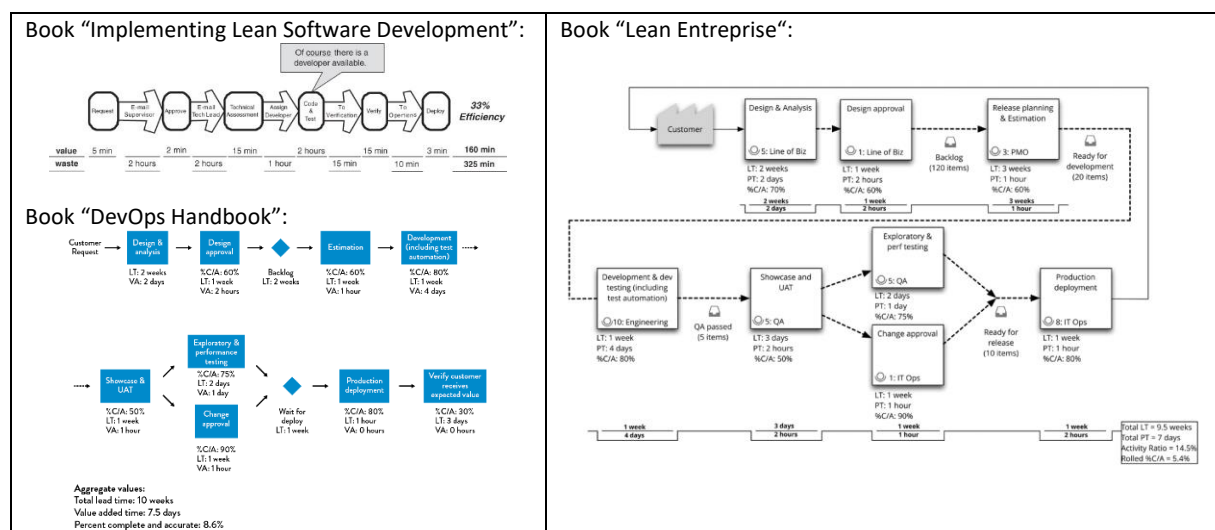 Book “Implementing Lean Software Development”:
Of course there is a
developer available.
Request
E-mail
Supervisor
Approve
E-mail
Tech Lead
Technical
Assessment
Assign
Developer
Code
&
Test
To
Verification
Verify
To
Deploy
33%
Efficiency
value 5 min 2 min 15 min 2 hours 15 min 3 min 160 min
waste 2 hours 2 hours 1 hour 15 min 10 min 325 min
Book “DevOps Handbook”:
Customer
Request
Design &
analysis
LT: 2 weeks
VA: 2 days
Design
approval
%C/A: 60%
LT: 1 week
VA: 2 hours
Backlog
LT: 2 weeks
Estimation
%C/A: 60%
LT: 1 week
VA: 1 hour
Development
(including test
automation)
%C/A: 80%
LT: 1 week
VA: 4 days
Showcase &
UAT
%C/A: 50%
LT: 1 week
VA: 1 hour
Exploratory &
performance
testing
%C/A: 75%
LT: 2 days
VA: 1 day
Change
approval
%C/A: 90%
LT: 1 week
VA: 1 hour
Wait for
deploy
LT: 1 week
Production
deployment
%C/A: 80%
LT: 1 hour
VA: 0 hours
Verify customer
receives
expected value
%C/A: 30%
LT: 3 days
VA: 0 hours
Aggregate values:
Total lead time: 10 weeks
Value added time: 7.5 days
Percent complete and accurate: 8.6%
Book “Lean Entreprise“:
Customer
Design & Analysis
5: Line of Biz
LT: 2 weeks
PT: 2 days
%C/A: 70%
Design approval
1: Line of Biz
LT: 1 week
PT: 2 hours
%C/A: 60%
Backlog
(120 items)
Release planning
& Estimation
3: PMO
LT: 3 weeks
PT: 1 hour
%C/A: 60%
Ready for
development
(20 items)
2 weeks 1 week 3 weeks
2 days 2 hours 1 hour
Development & dev
testing (including
test automation)
10: Engineering
LT: 1 week
PT: 4 days
%C/A: 80%
QA passed
(5 items)
Showcase and
UAT
5: QA
LT: 3 days
PT: 2 hours
%C/A: 50%
Exploratory &
perf testing
5: QA
LT: 2 days
PT: 1 day
%C/A: 75%
Change approval
1: IT Ops
LT: 1 week
PT: 1 hour
%C/A: 90%
Ready for
release
(10 items)
Production
deployment
8: IT Ops
LT: 1 week
PT: 1 hour
%C/A: 80%
1 week 3 days 1 week 1 week
4 days 2 hours 1 hour 2 hours
Total LT = 9.5 weeks
Total PT = 7 days
Activity Ratio = 14.5%
Rolled %C/A = 5.4%